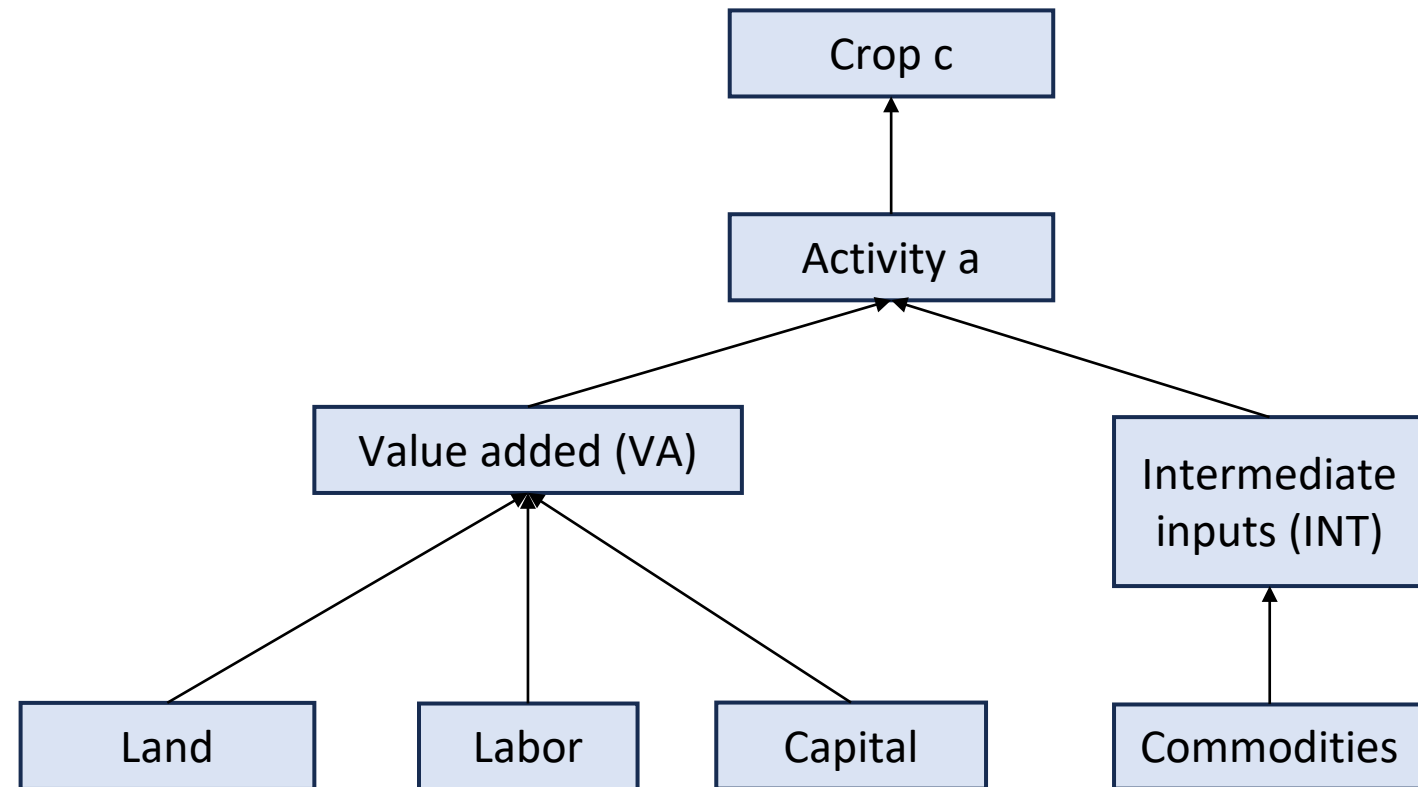 Crop c
Activity a
Value added (VA)
Intermediate
inputs (INT)
Land
Labor
Capital
Commodities